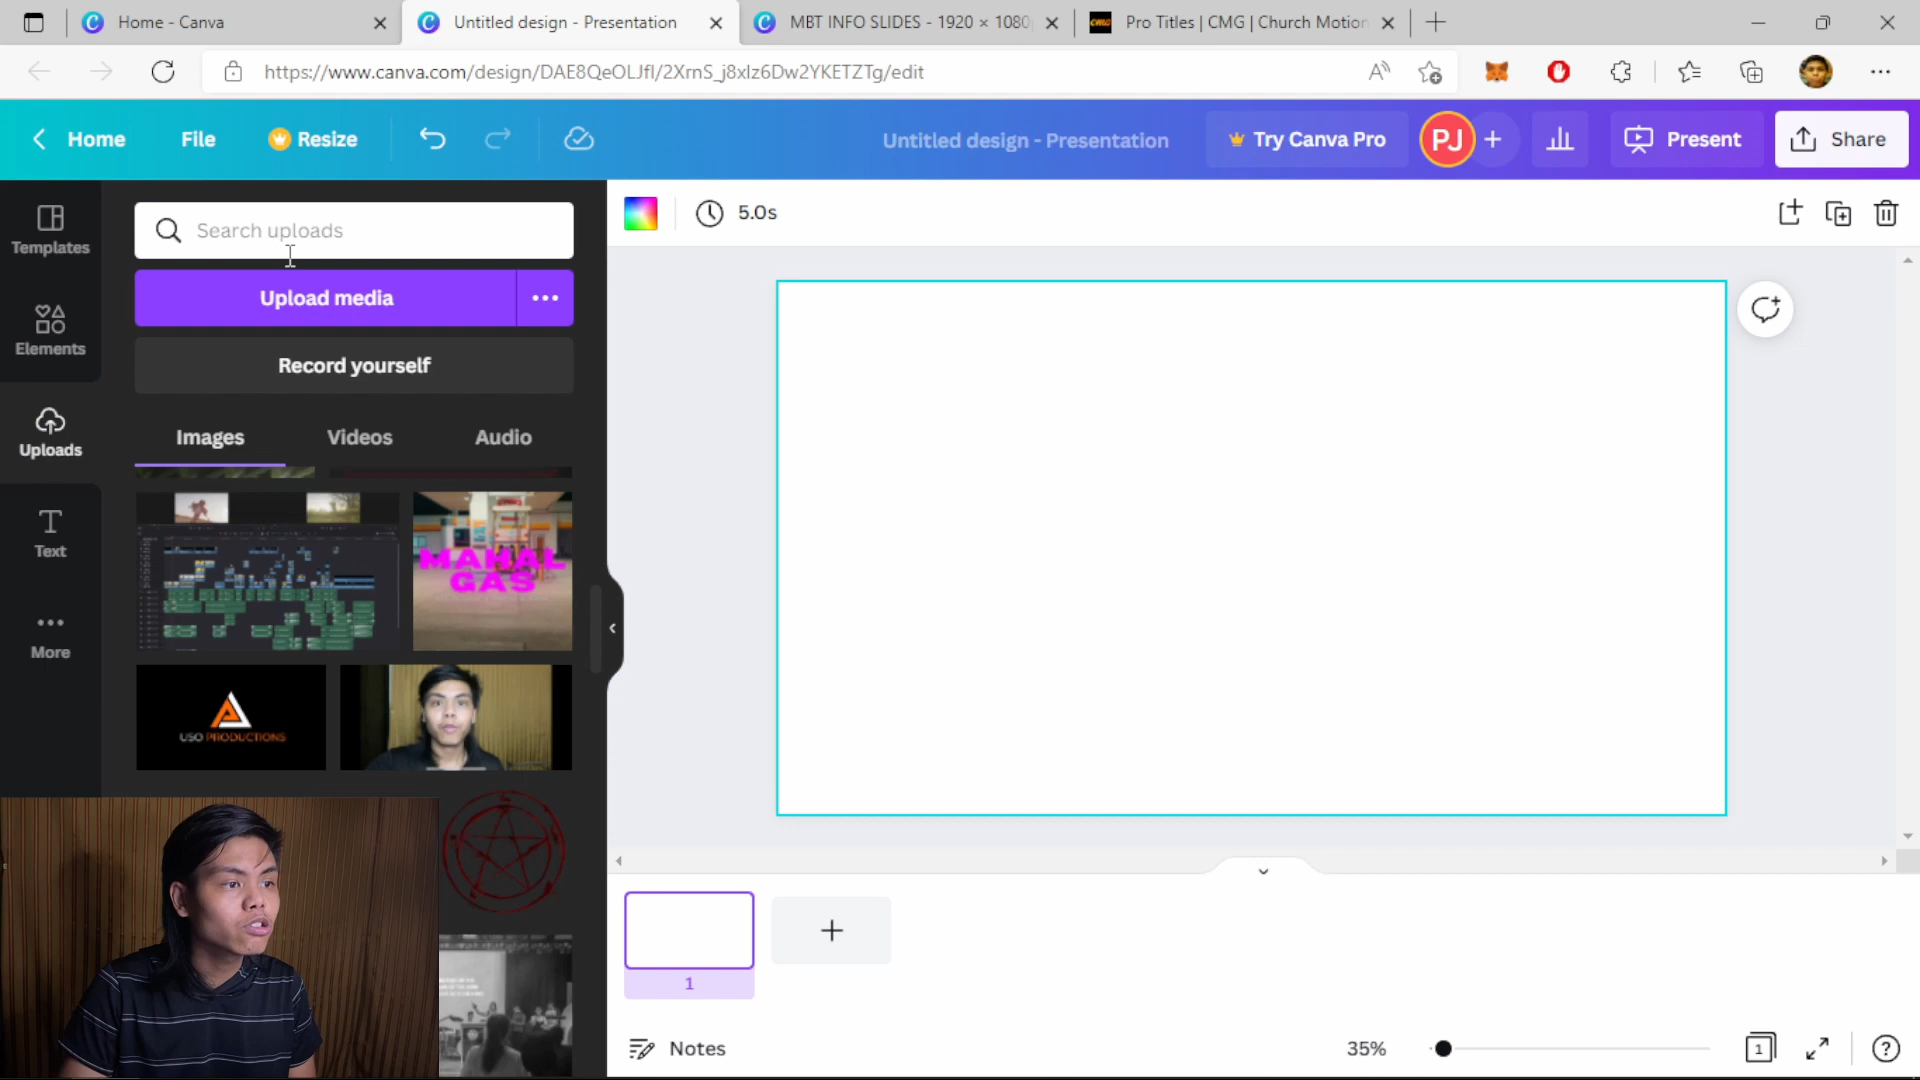 Home - Canva
Untitled design - Presentation
MBT INFO SLIDES - 1920 × 1080
Pro Titles | CMG | Church Motion
https://www.canva.com/design/DAE8QeOLJfI/2XrnS_j8xIz6Dw2YKETZTg/edit
Home
File
Resize
Untitled design - Presentation
Try Canva Pro
PJ
Present
Share
Templates
Elements
Uploads
Text
More
Search uploads
Upload media
Record yourself
Images
Videos
Audio
MAHAL
GAS
USO PRODUCTIONS
5.0s
1
Notes
35%
1